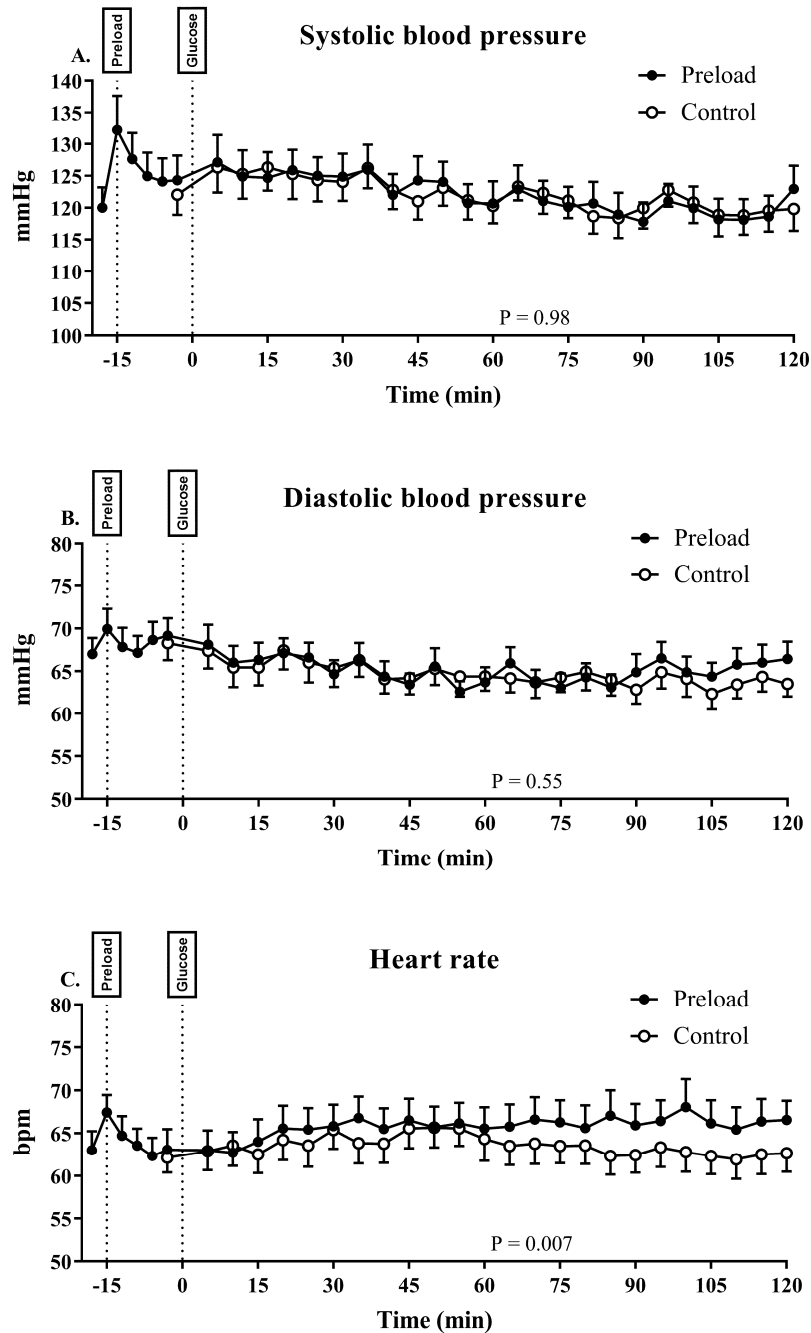 Preload
Glucose
A.
Systolic blood pressure
Preload
Control
140
135
130
125
120
115
110
105
100
mmHg
P = 0.98
-15 0 15 30 45 60 75 90 105 120
Time (min)
Preload
Glucose
B.
Diastolic blood pressure
Preload
Control
80
75
70
65
60
55
50
mmHg
P = 0.55
-15 0 15 30 45 60 75 90 105 120
Time (min)
Preload
Glucose
C.
Heart rate
Preload
Control
80
75
70
65
60
55
50
bpm
P = 0.007
-15 0 15 30 45 60 75 90 105 120
Time (min)